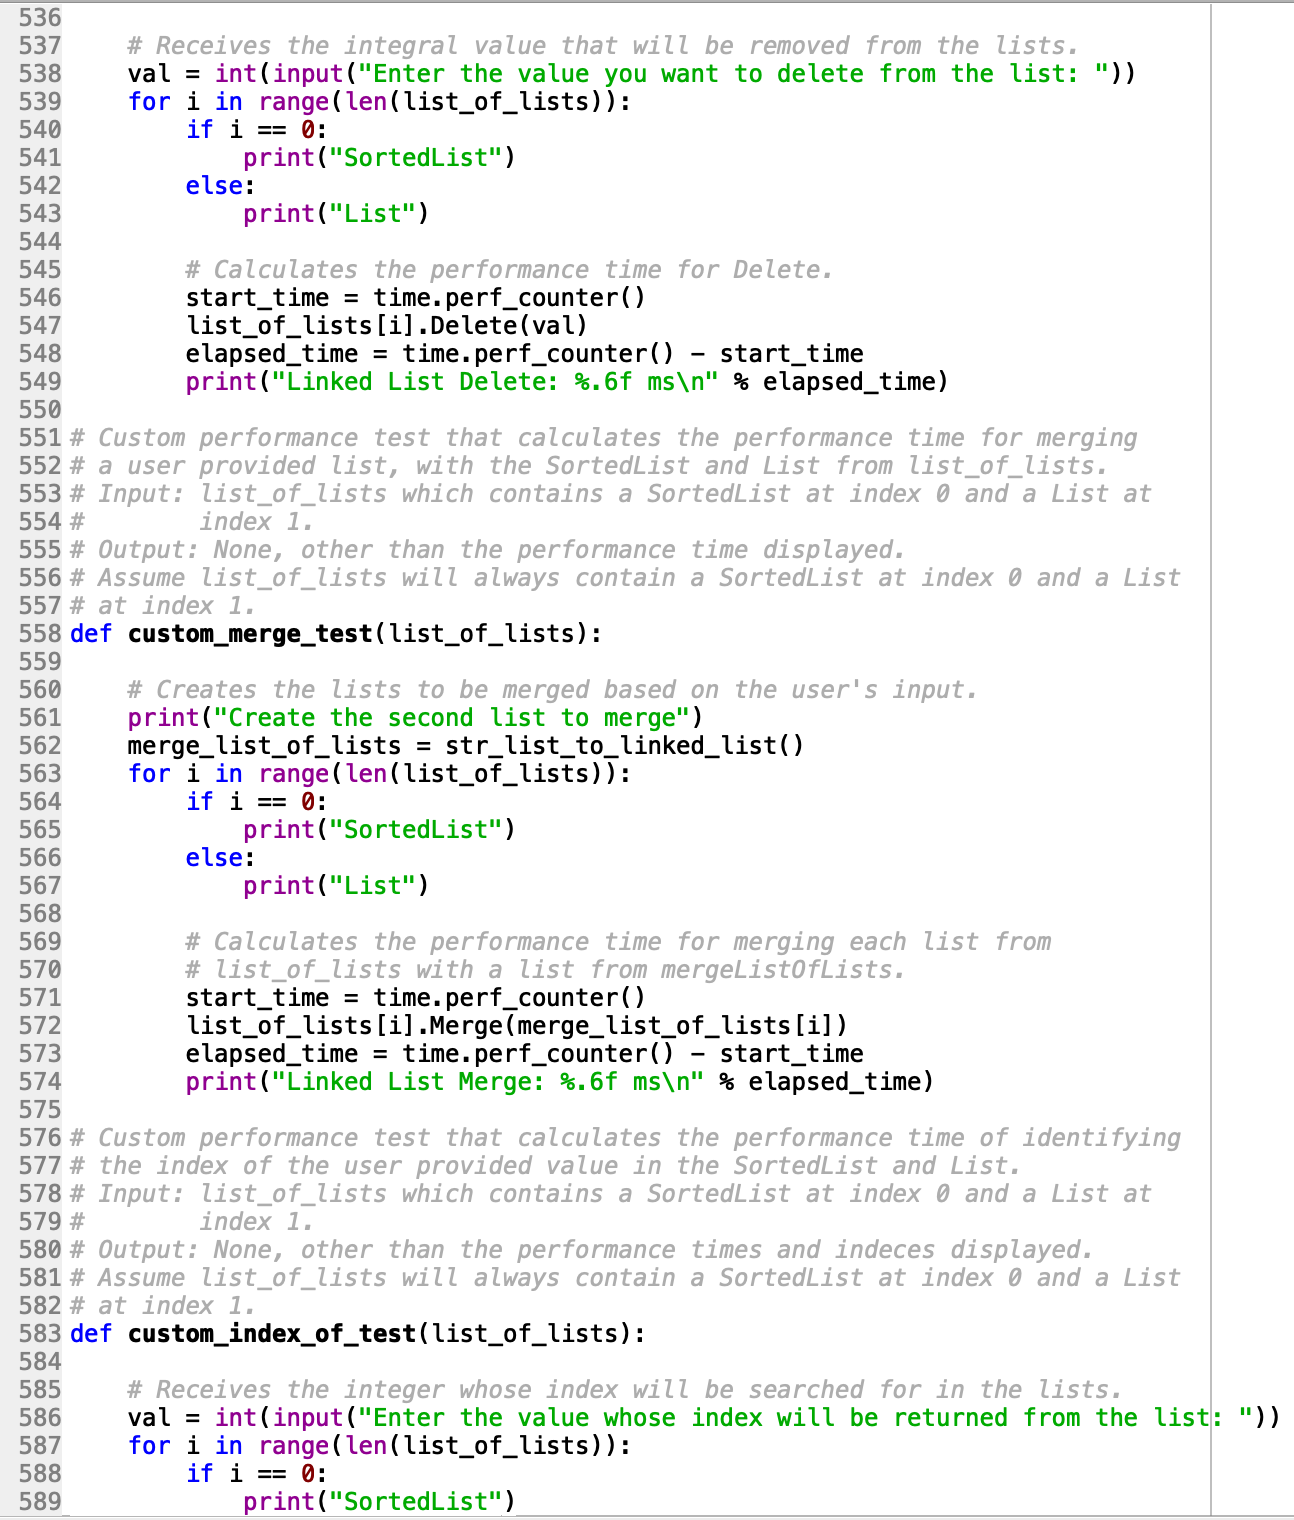 536
537     # Receives the integral value that will be removed from the lists.
538     val = int(input("Enter the value you want to delete from the list: "))
539     for i in range(len(list_of_lists)):
540         if i == 0:
541             print("SortedList")
542         else:
543             print("List")
544
545         # Calculates the performance time for Delete.
546         start_time = time.perf_counter()
547         list_of_lists[i].Delete(val)
548         elapsed_time = time.perf_counter() - start_time
549         print("Linked List Delete: %.6f ms\n" % elapsed_time)
550
551 # Custom performance test that calculates the performance time for merging
552 # a user provided list, with the SortedList and List from list_of_lists.
553 # Input: list_of_lists which contains a SortedList at index 0 and a List at
554 #        index 1.
555 # Output: None, other than the performance time displayed.
556 # Assume list_of_lists will always contain a SortedList at index 0 and a List
557 # at index 1.
558 def custom_merge_test(list_of_lists):
559
560     # Creates the lists to be merged based on the user's input.
561     print("Create the second list to merge")
562     merge_list_of_lists = str_list_to_linked_list()
563     for i in range(len(list_of_lists)):
564         if i == 0:
565             print("SortedList")
566         else:
567             print("List")
568
569         # Calculates the performance time for merging each list from
570         # list_of_lists with a list from mergeListOfLists.
571         start_time = time.perf_counter()
572         list_of_lists[i].Merge(merge_list_of_lists[i])
573         elapsed_time = time.perf_counter() - start_time
574         print("Linked List Merge: %.6f ms\n" % elapsed_time)
575
576 # Custom performance test that calculates the performance time of identifying
577 # the index of the user provided value in the SortedList and List.
578 # Input: list_of_lists which contains a SortedList at index 0 and a List at
579 #        index 1.
580 # Output: None, other than the performance times and indeces displayed.
581 # Assume list_of_lists will always contain a SortedList at index 0 and a List
582 # at index 1.
583 def custom_index_of_test(list_of_lists):
584
585     # Receives the integer whose index will be searched for in the lists.
586     val = int(input("Enter the value whose index will be returned from the list: "))
587     for i in range(len(list_of_lists)):
588         if i == 0:
589             print("SortedList")